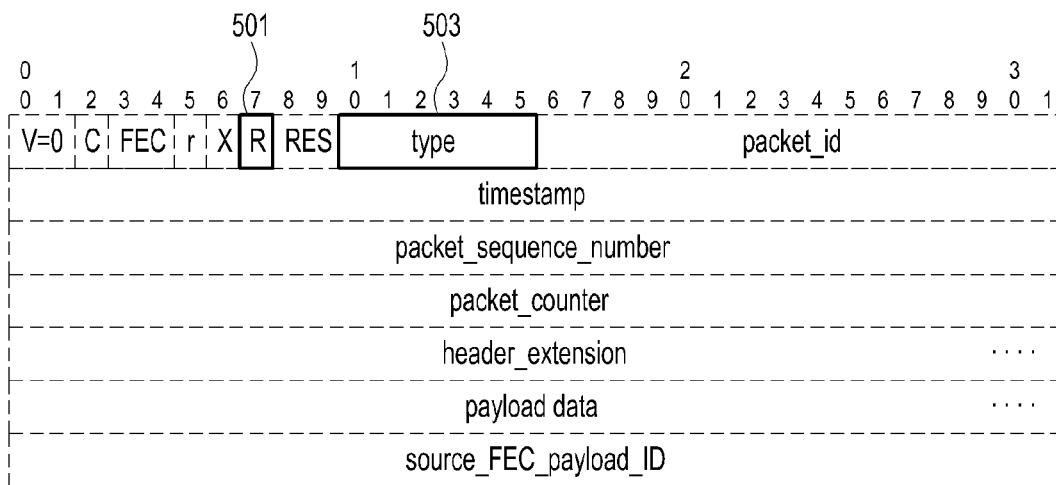 501 503
0 1 2 3
0 1 2 3 4 5 6 7 8 9 0 1 2 3 4 5 6 7 8 9 0 1 2 3 4 5 6 7 8 9 0 1
V=0 C FEC r X R RES type packet_id
timestamp
packet_sequence_number
packet_counter
header_extension ....
payload data ....
source_FEC_payload_ID